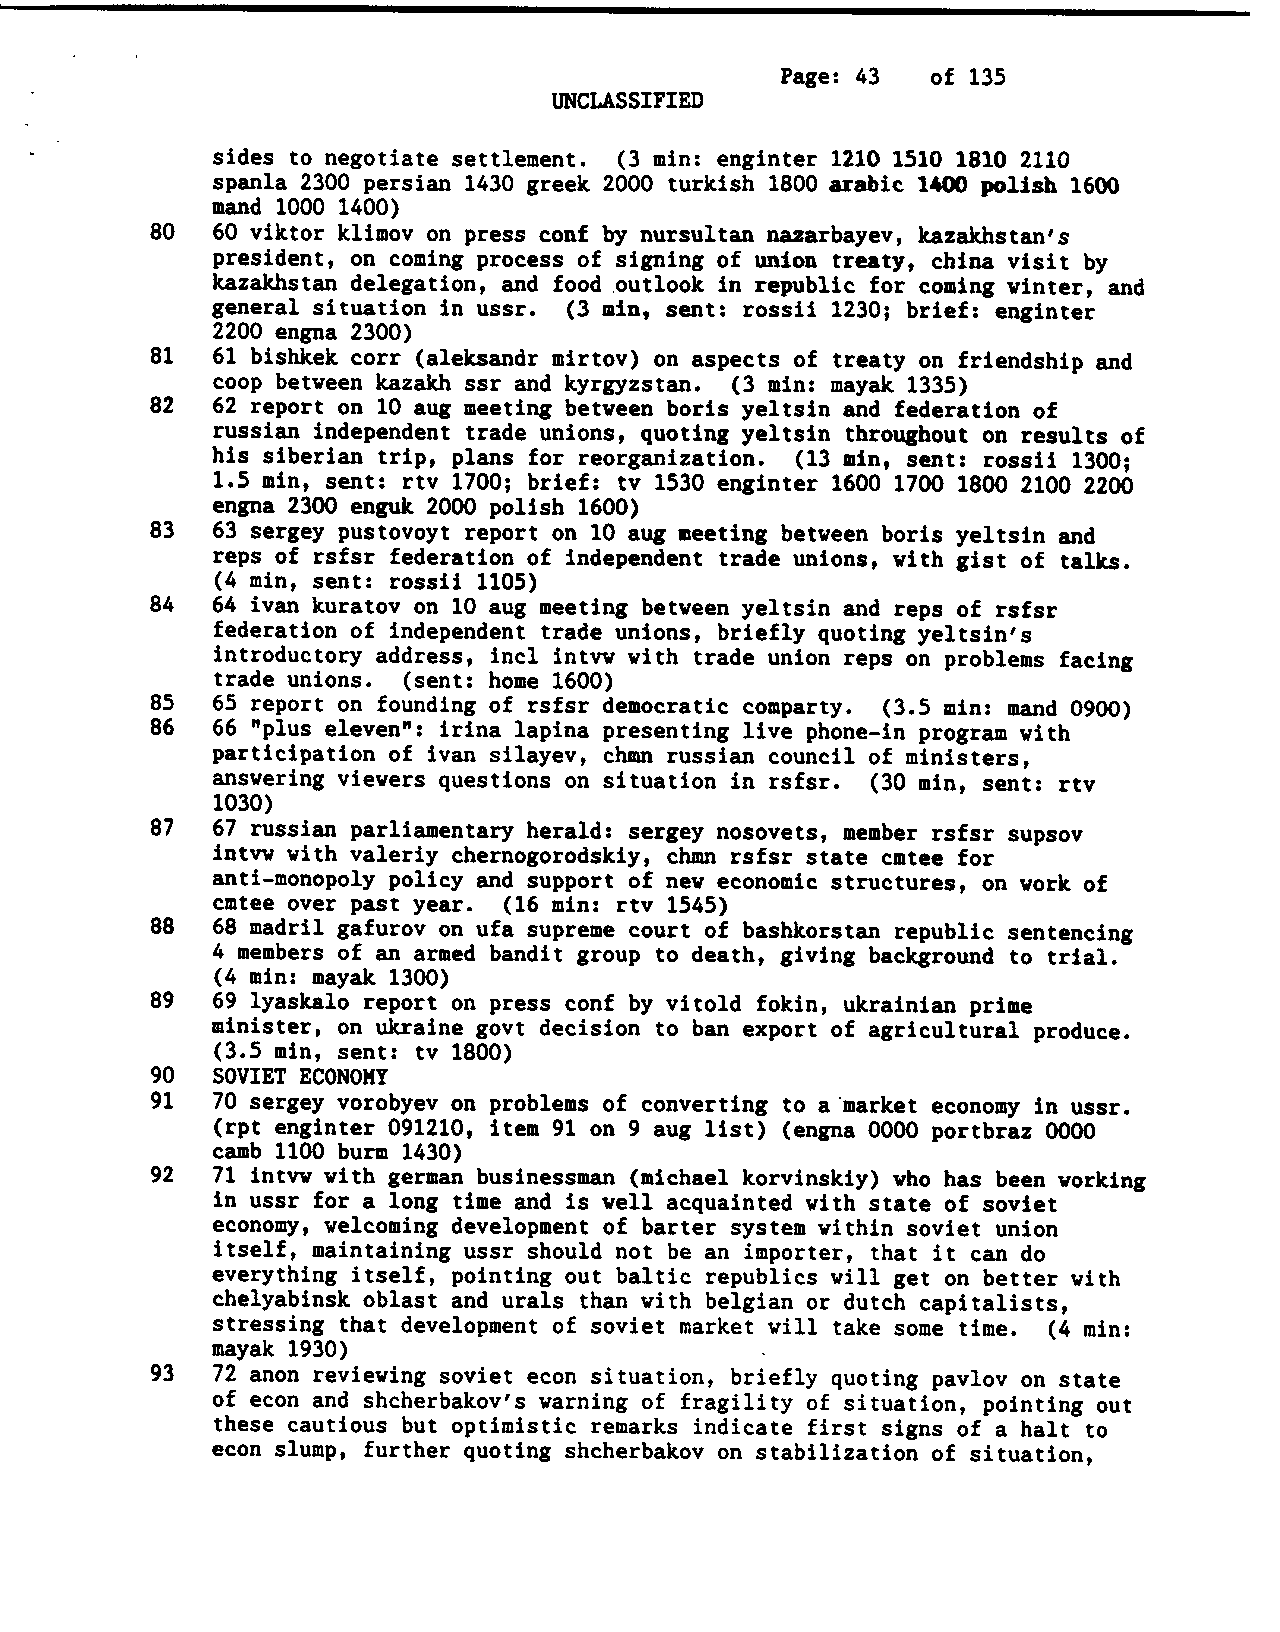 Page: 43 of 135
UNCLASSIFIED
sides to negotiate settlement. (3 min: enginter 1210 1510 1810 2110
spanla 2300 persian 1430 greek 2000 turkish 1800 arabic 1400 polish 1600
mand 1000 1400)
80 60 viktor klimov on press conf by nursultan nazarbayev, kazakhstan's
president, on coming process of signing of union treaty, china visit by
kazakhstan delegation, and food outlook in republic for coming winter, and
general situation in ussr. (3 min, sent: rossii 1230; brief: enginter
2200 engna 2300)
81 61 bishkek corr (aleksandr mirtov) on aspects of treaty on friendship and
coop between kazakh ssr and kyrgyzstan. (3 min: mayak 1335)
82 62 report on 10 aug meeting between boris yeltsin and federation of
russian independent trade unions, quoting yeltsin throughout on results of
his siberian trip, plans for reorganization. (13 min, sent: rossii 1300;
1.5 min, sent: rtv 1700; brief: tv 1530 enginter 1600 1700 1800 2100 2200
engna 2300 enguk 2000 polish 1600)
83 63 sergey pustovoyt report on 10 aug meeting between boris yeltsin and
reps of rsfsr federation of independent trade unions, with gist of talks.
(4 min, sent: rossii 1105)
84 64 ivan kuratov on 10 aug meeting between yeltsin and reps of rsfsr
federation of independent trade unions, briefly quoting yeltsin's
introductory address, incl intvw with trade union reps on problems facing
trade unions. (sent: home 1600)
85 65 report on founding of rsfsr democratic comparty. (3.5 min: mand 0900)
86 66 "plus eleven": irina lapina presenting live phone-in program with
participation of ivan silayev, chmn russian council of ministers,
answering viewers questions on situation in rsfsr. (30 min, sent: rtv
1030)
87 67 russian parliamentary herald: sergey nosovets, member rsfsr supsov
intvw with valeriy chernogorodskiy, chmn rsfsr state cmtee for
anti-monopoly policy and support of new economic structures, on work of
cmtee over past year. (16 min: rtv 1545)
88 68 madril gafurov on ufa supreme court of bashkorstan republic sentencing
4 members of an armed bandit group to death, giving background to trial.
(4 min: mayak 1300)
89 69 lyaskalo report on press conf by vitold fokin, ukrainian prime
minister, on ukraine govt decision to ban export of agricultural produce.
(3.5 min, sent: tv 1800)
90 SOVIET ECONOMY
91 70 sergey vorobyev on problems of converting to a market economy in ussr.
(rpt enginter 091210, item 91 on 9 aug list) (engna 0000 portbraz 0000
camb 1100 burm 1430)
92 71 intvw with german businessman (michael korvinskiy) who has been working
in ussr for a long time and is well acquainted with state of soviet
economy, welcoming development of barter system within soviet union
itself, maintaining ussr should not be an importer, that it can do
everything itself, pointing out baltic republics will get on better with
chelyabinsk oblast and urals than with belgian or dutch capitalists,
stressing that development of soviet market will take some time. (4 min:
mayak 1930)
93 72 anon reviewing soviet econ situation, briefly quoting pavlov on state
of econ and shcherbakov's warning of fragility of situation, pointing out
these cautious but optimistic remarks indicate first signs of a halt to
econ slump, further quoting shcherbakov on stabilization of situation,